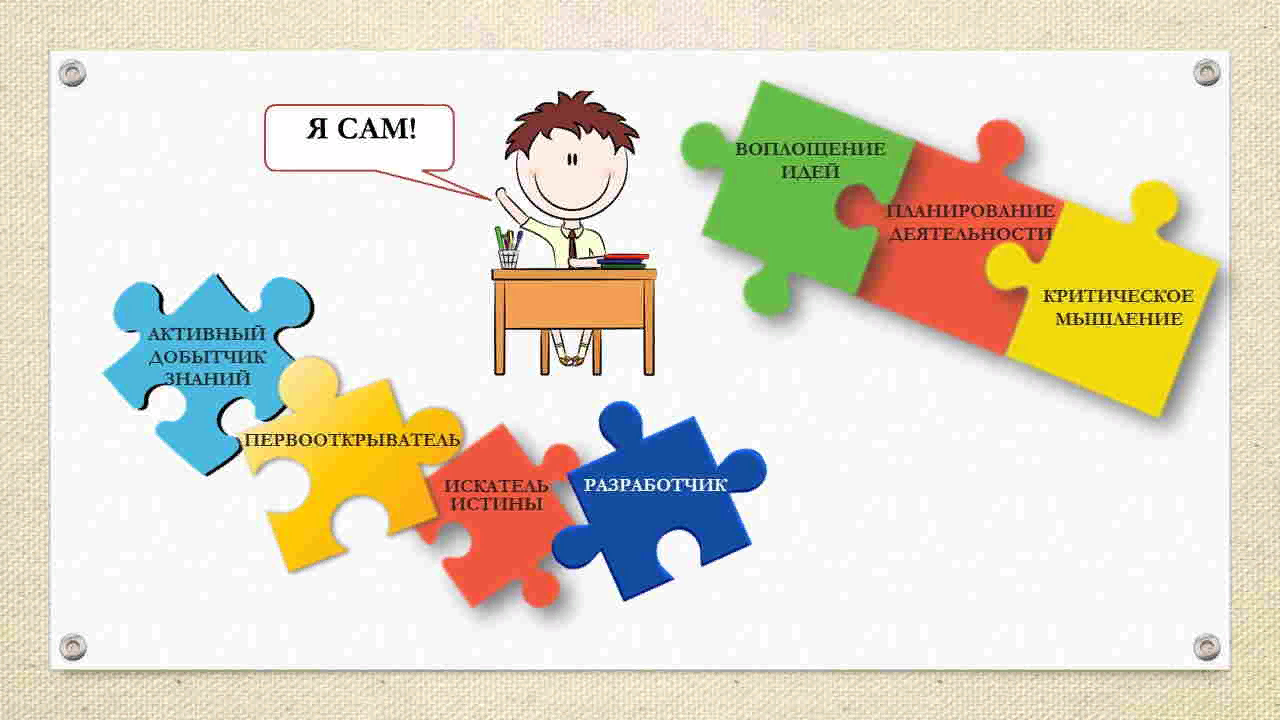 Я САМ!
ВОПЛОЩЕНИЕ
ИДЕЙ
ПЛАНИРОВАНИЕ
ДЕЯТЕЛЬНОСТИ
КРИТИЧЕСКОЕ
МЫШЛЕНИЕ
АКТИВНЫЙ
ДОБЫТЧИК
ЗНАНИЙ
ПЕРВООТКРЫВАТЕЛЬ
ИСКАТЕЛЬ
ИСТИНЫ
РАЗРАБОТЧИК